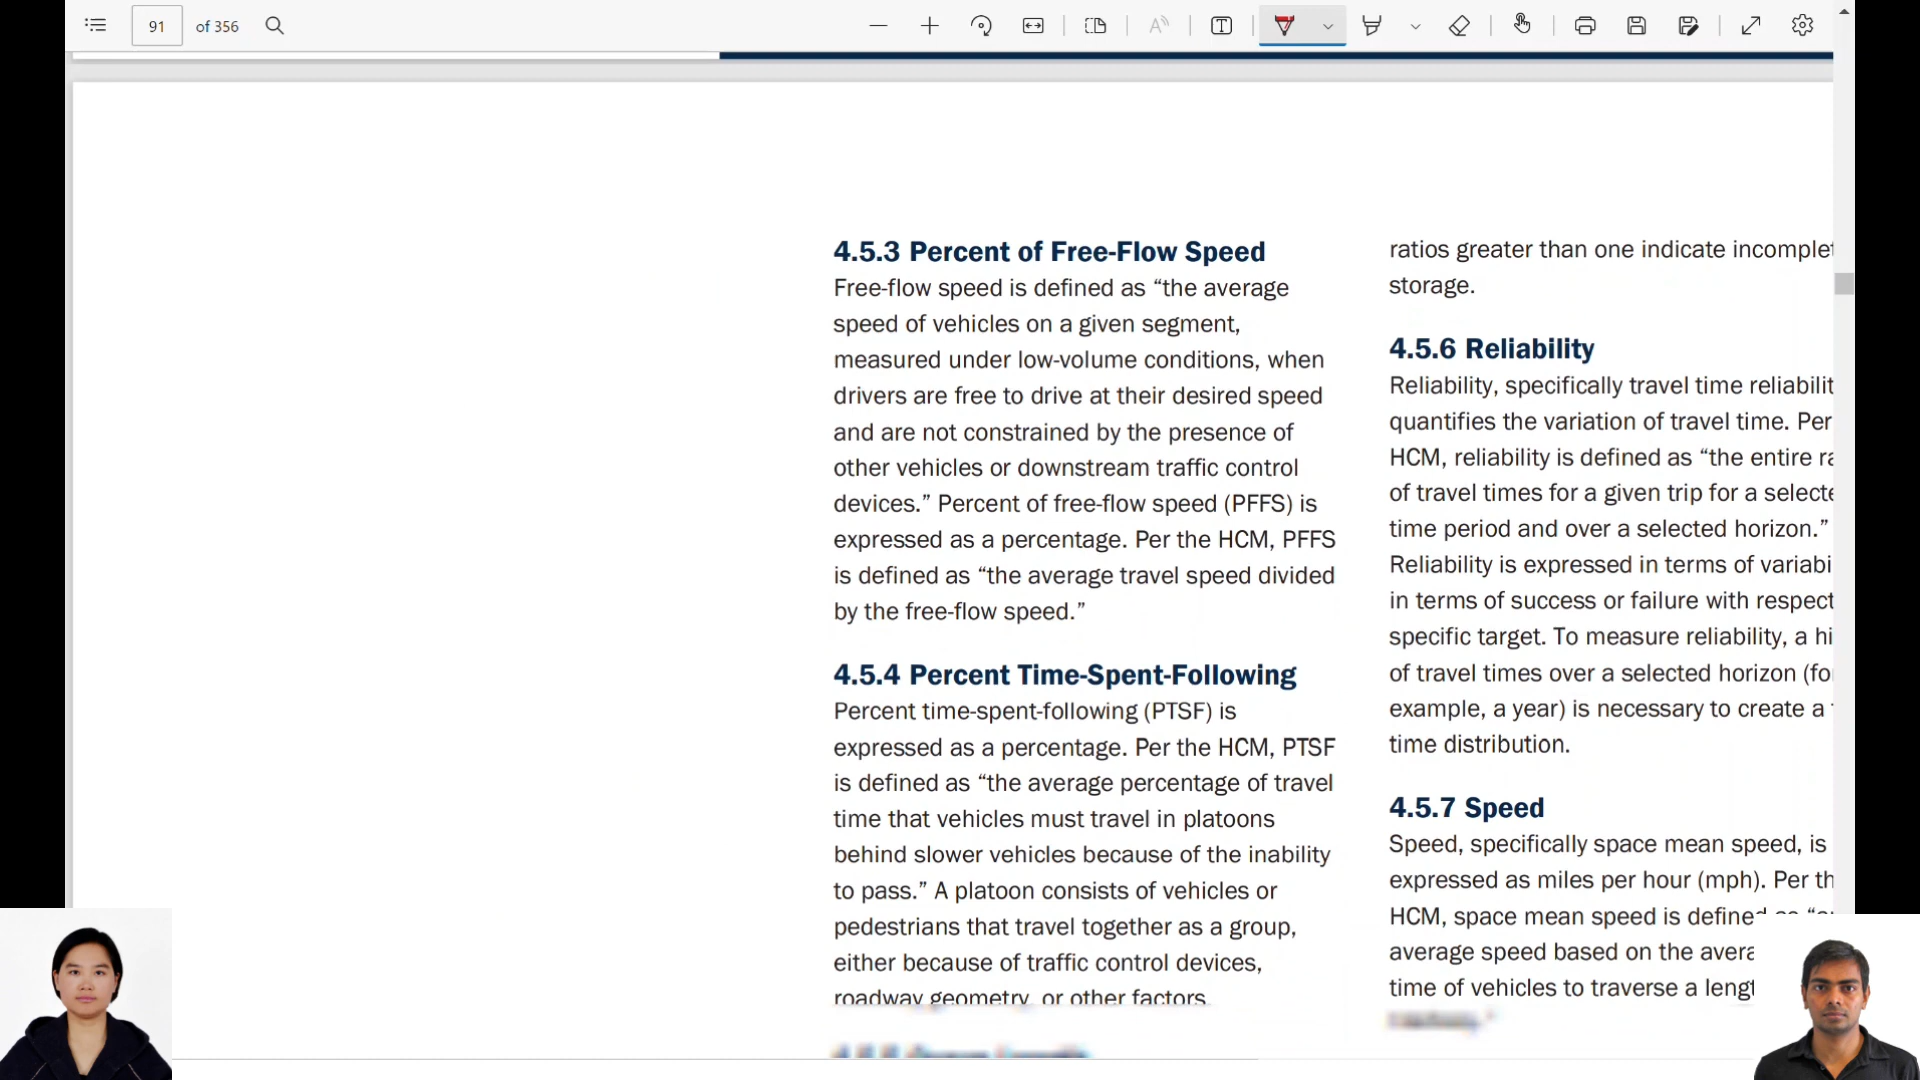 91 of 356
4.5.3 Percent of Free-Flow Speed
Free-flow speed is defined as “the average
speed of vehicles on a given segment,
measured under low-volume conditions, when
drivers are free to drive at their desired speed
and are not constrained by the presence of
other vehicles or downstream traffic control
devices.” Percent of free-flow speed (PFFS) is
expressed as a percentage. Per the HCM, PFFS
is defined as “the average travel speed divided
by the free-flow speed.”
4.5.4 Percent Time-Spent-Following
Percent time-spent-following (PTSF) is
expressed as a percentage. Per the HCM, PTSF
is defined as “the average percentage of travel
time that vehicles must travel in platoons
behind slower vehicles because of the inability
to pass.” A platoon consists of vehicles or
pedestrians that travel together as a group,
either because of traffic control devices,
roadway geometry, or other factors.
ratios greater than one indicate
storage.
4.5.6 Reliability
Reliability, specifically travel time
quantifies the variation of travel time. Per
HCM, reliability is defined as “the entire
of travel times for a given trip for a
time period and over a selected horizon.”
Reliability is expressed in terms of
in terms of success or failure with respect
specific target. To measure reliability, a
of travel times over a selected horizon
example, a year) is necessary to create a
time distribution.
4.5.7 Speed
Speed, specifically space mean speed, is
expressed as miles per hour (mph). Per
HCM, space mean speed is
average speed based on the
time of vehicles to traverse a